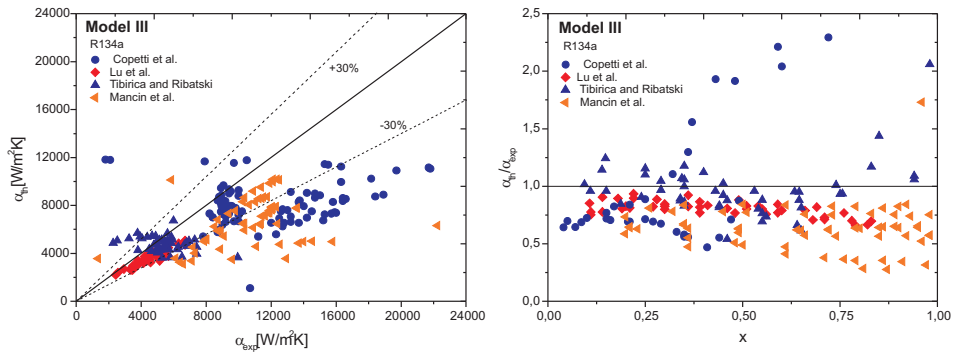 Model III
R134a
Copetti et al.
Lu et al.
Tibirica and Ribatski
Mancin et al.
+30%
-30%
24000
20000
16000
12000
8000
4000
0
0 4000 8000 12000 16000 20000 24000
α_th[W/m²K]
α_exp[W/m²K]
Model III
R134a
Copetti et al.
Lu et al.
Tibirica and Ribatski
Mancin et al.
2,5
2,0
1,5
1,0
0,5
0
0,00 0,25 0,50 0,75 1,00
α_th/α_exp
x